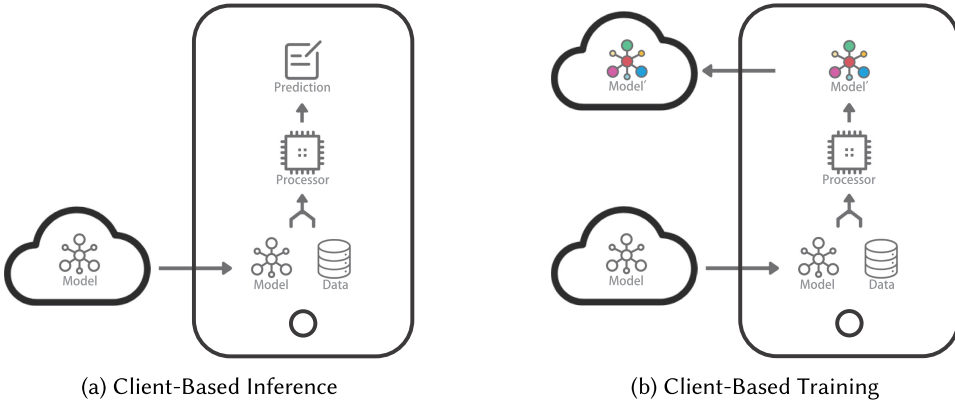 Prediction
Processor
Model
Model
Data
(a) Client-Based Inference
Model′
Model′
Processor
Model
Model
Data
(b) Client-Based Training